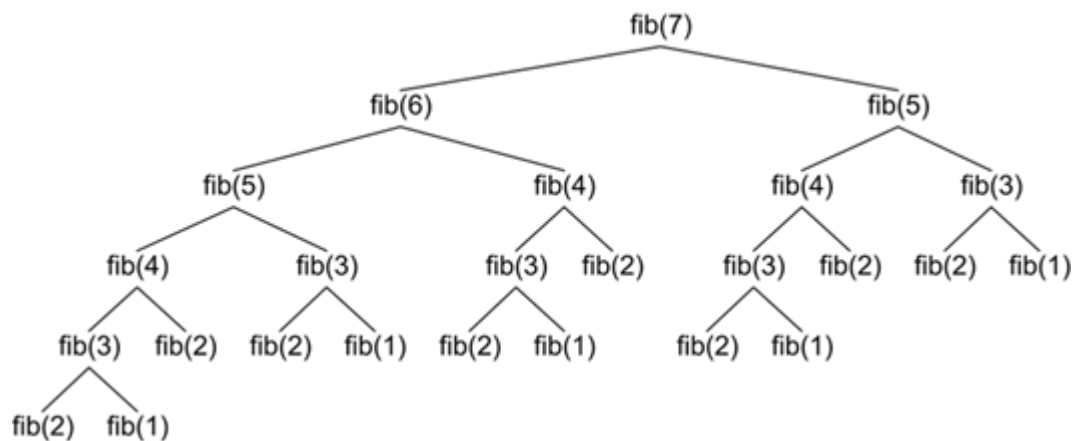 fib(7)
fib(6) fib(5)
fib(5) fib(4) fib(4) fib(3)
fib(4) fib(3) fib(3) fib(2) fib(3) fib(2) fib(2) fib(1)
fib(3) fib(2) fib(2) fib(1) fib(2) fib(1) fib(2) fib(1)
fib(2) fib(1)